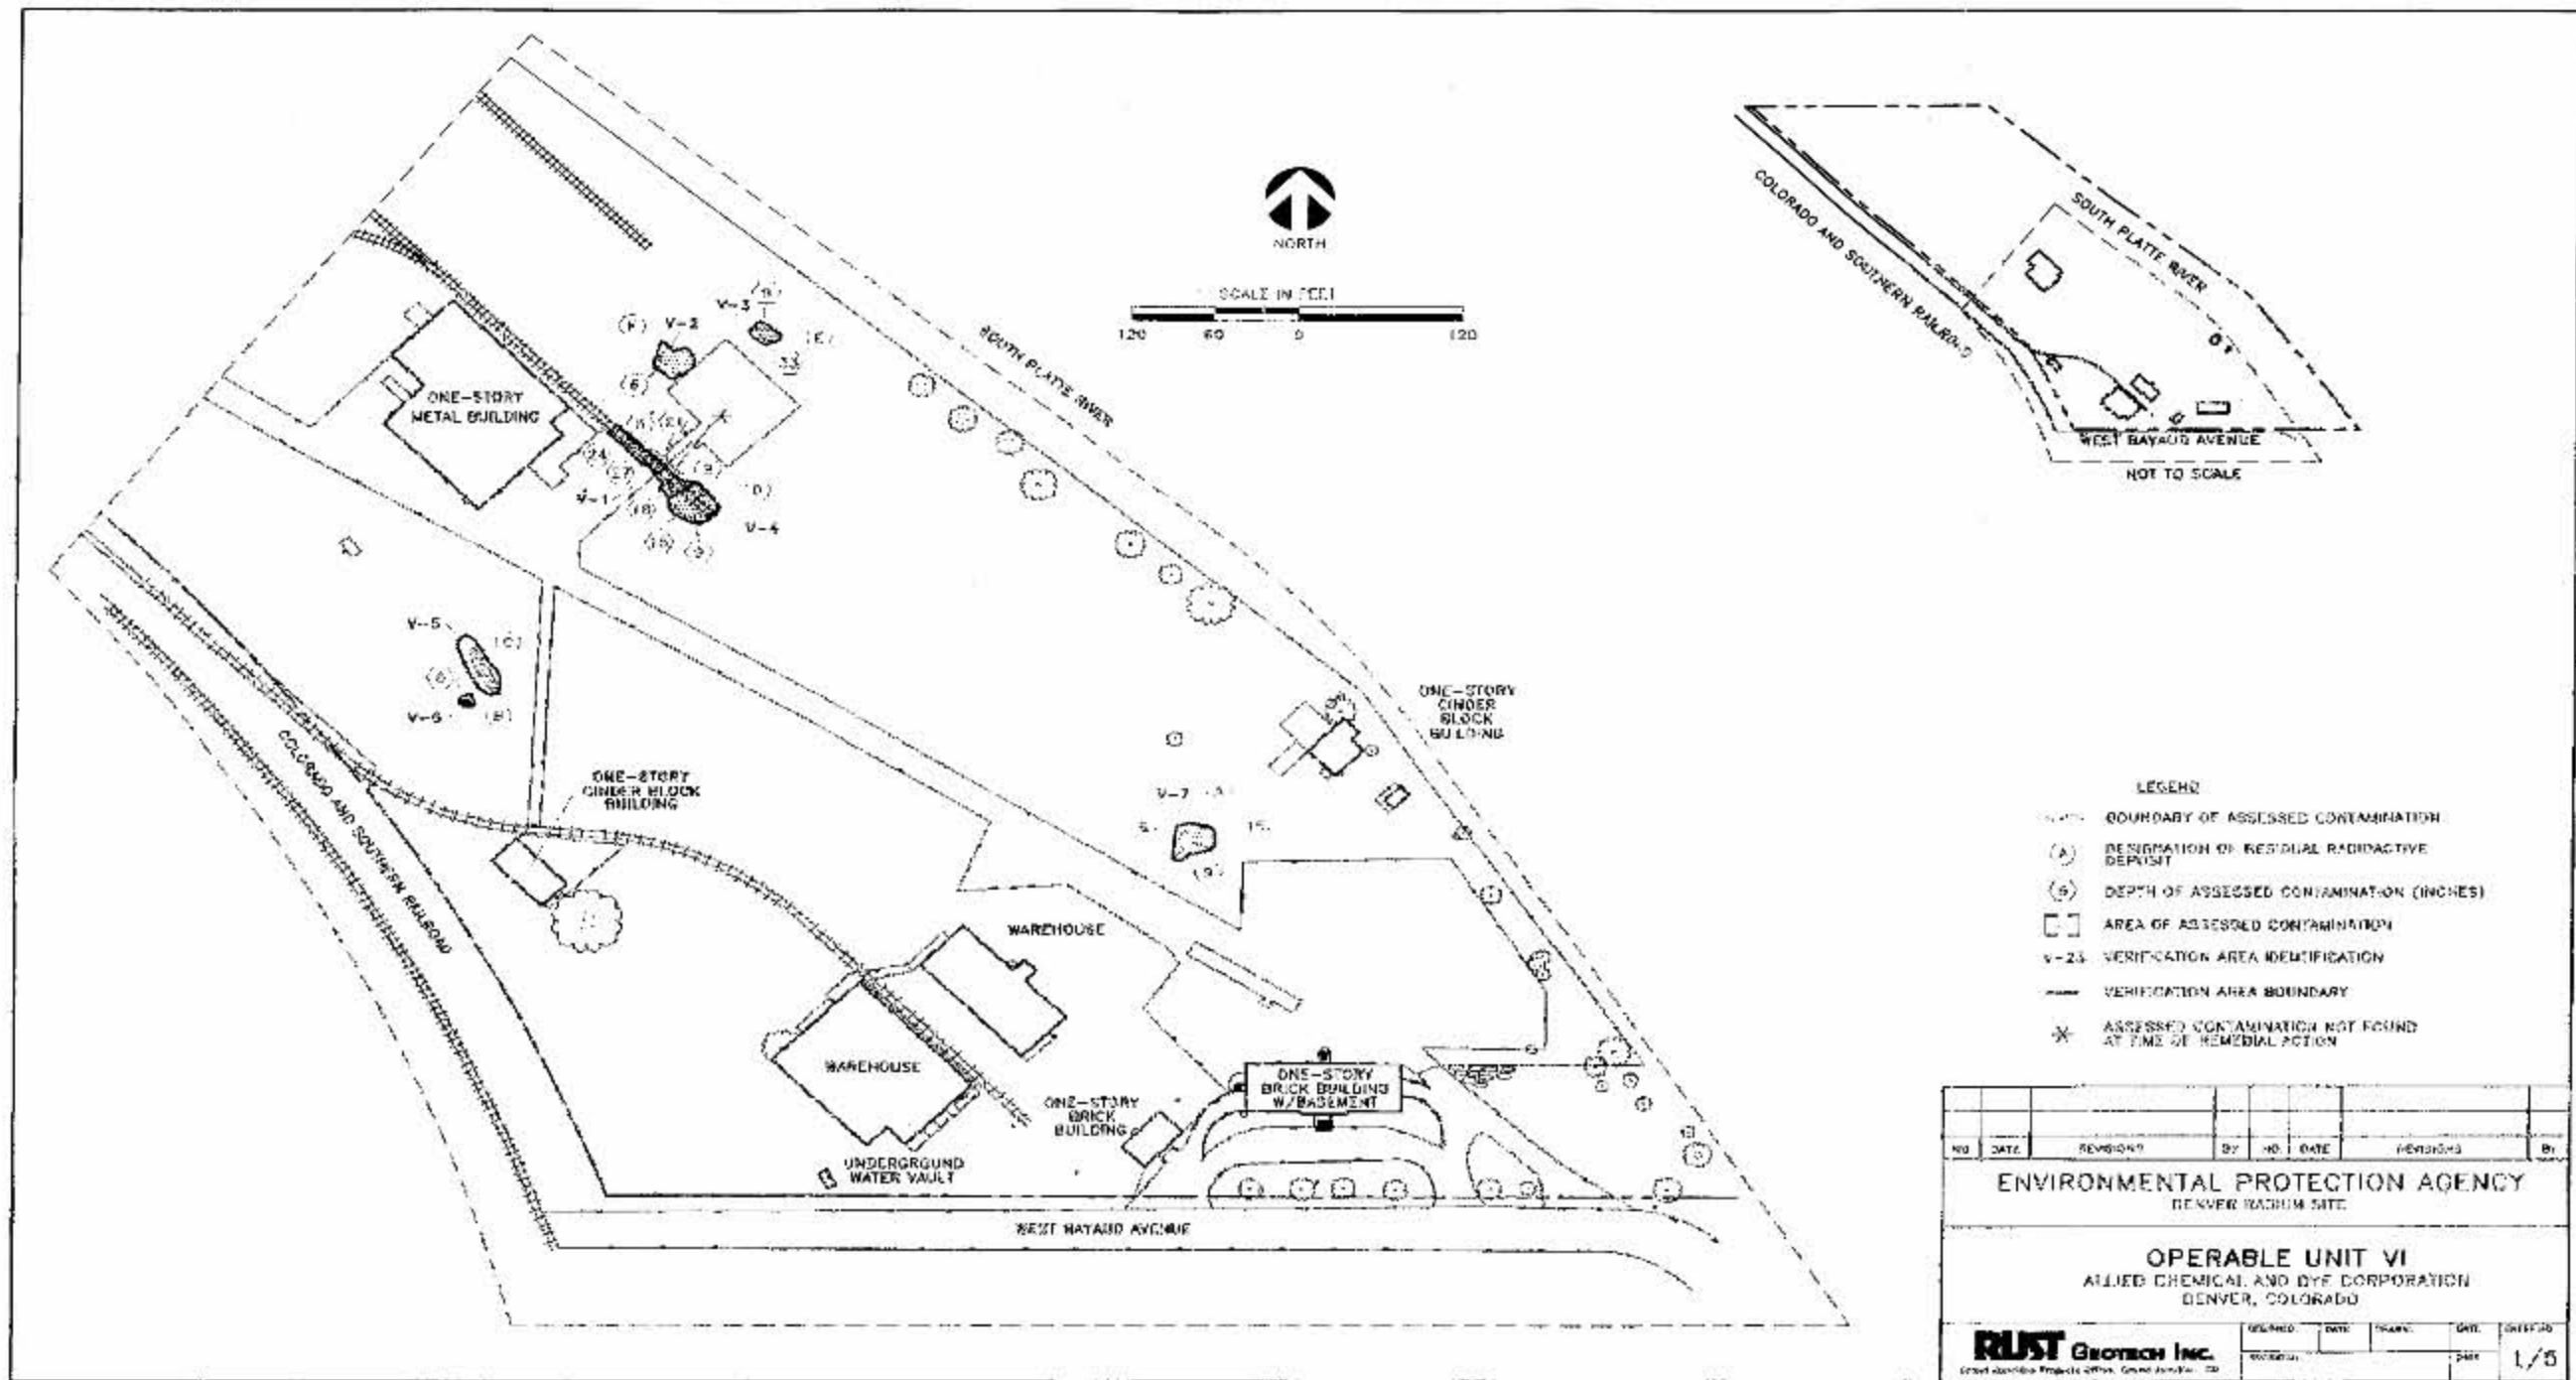 NORTH
SCALE IN FEET
120 60 0 120
SOUTH PLATTE RIVER
COLORADO AND SOUTHERN RAILROAD
SOUTH PLATTE RIVER
WEST BAYAUD AVENUE
NOT TO SCALE
V-3
V-2
(6)
ONE-STORY
METAL BUILDING
V-1
(D)
V-4
V-5
(C)
V-6
(B)
COLORADO AND SOUTHERN RAILROAD
ONE-STORY
CINDER BLOCK
BUILDING
ONE-STORY
CINDER
BLOCK
BUILDING
V-7
WAREHOUSE
WAREHOUSE
ONE-STORY
BRICK
BUILDING
ONE-STORY
BRICK BUILDING
W/BASEMENT
UNDERGROUND
WATER VAULT
WEST BAYAUD AVENUE
LEGEND
BOUNDARY OF ASSESSED CONTAMINATION
(A) DESIGNATION OF RESIDUAL RADIOACTIVE
DEPOSIT
(6) DEPTH OF ASSESSED CONTAMINATION (INCHES)
AREA OF ASSESSED CONTAMINATION
V-23 VERIFICATION AREA IDENTIFICATION
VERIFICATION AREA BOUNDARY
ASSESSED CONTAMINATION NOT FOUND
AT TIME OF REMEDIAL ACTION
NO DATE REVISIONS BY NO. DATE REVISIONS BY
ENVIRONMENTAL PROTECTION AGENCY
DENVER RADIUM SITE
OPERABLE UNIT VI
ALLIED CHEMICAL AND DYE CORPORATION
DENVER, COLORADO
RUST GEOTECH INC.
DATE
DATE
1/5